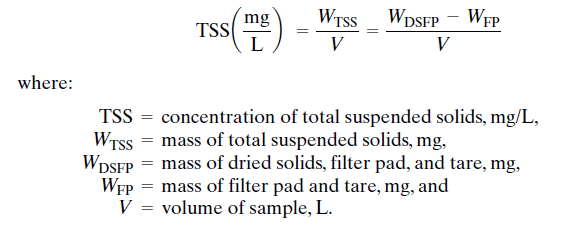 TSS(mg/L) = W_TSS/V = (W_DSFP − W_FP)/V
where:
TSS = concentration of total suspended solids, mg/L,
W_TSS = mass of total suspended solids, mg,
W_DSFP = mass of dried solids, filter pad, and tare, mg,
W_FP = mass of filter pad and tare, mg, and
V = volume of sample, L.